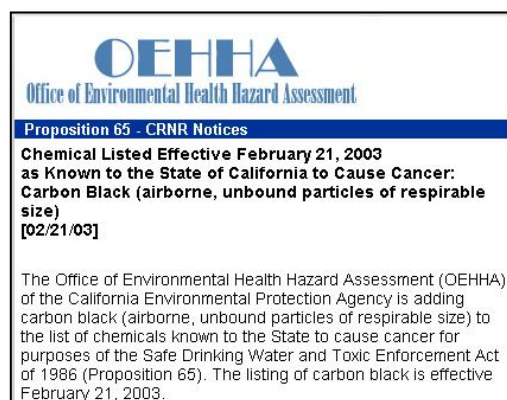 OEHHA
Office of Environmental Health Hazard Assessment
Proposition 65 - CRNR Notices
Chemical Listed Effective February 21, 2003
as Known to the State of California to Cause Cancer:
Carbon Black (airborne, unbound particles of respirable
size)
[02/21/03]
The Office of Environmental Health Hazard Assessment (OEHHA)
of the California Environmental Protection Agency is adding
carbon black (airborne, unbound particles of respirable size) to
the list of chemicals known to the State to cause cancer for
purposes of the Safe Drinking Water and Toxic Enforcement Act
of 1986 (Proposition 65). The listing of carbon black is effective
February 21, 2003.